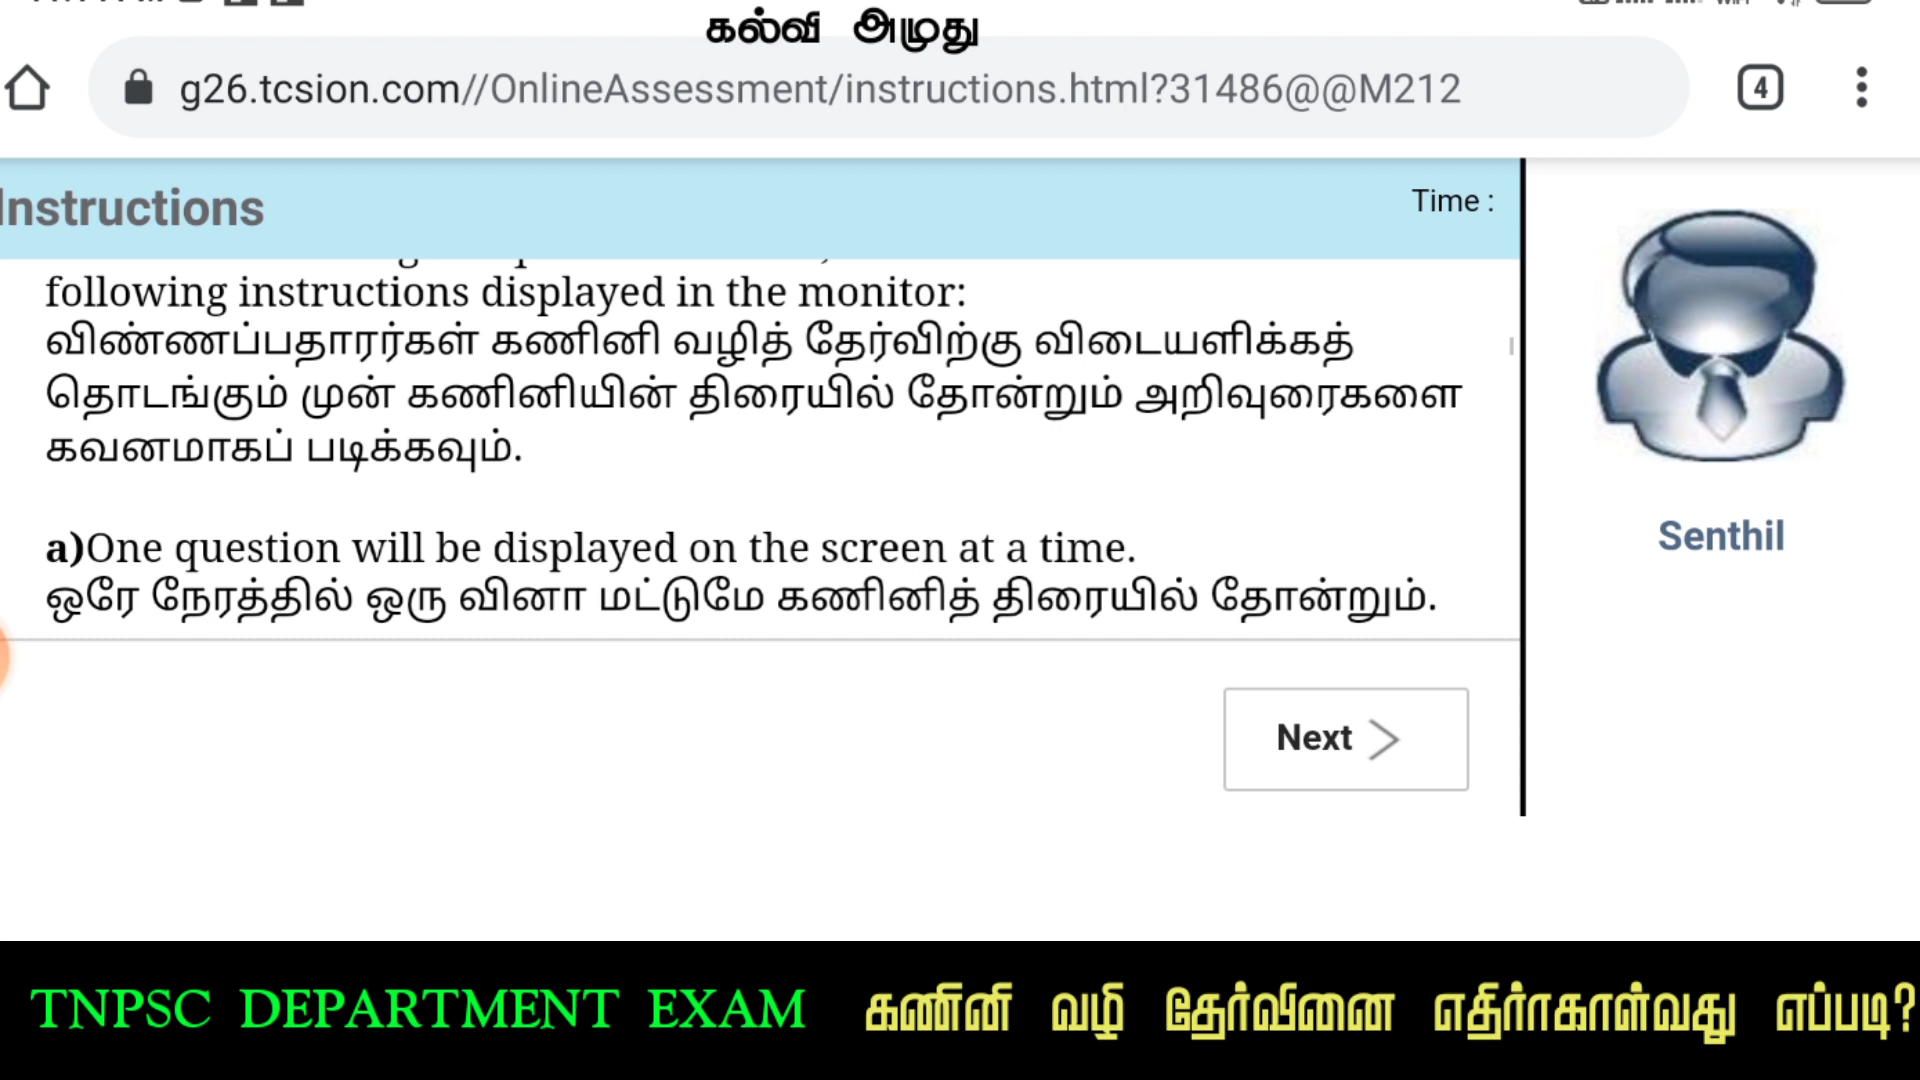 கல்வி அமுது
g26.tcsion.com//OnlineAssessment/instructions.html?31486@@M212
4
Instructions
Time :
following instructions displayed in the monitor:
விண்ணப்பதாரர்கள் கணினி வழித் தேர்விற்கு விடையளிக்கத்
தொடங்கும் முன் கணினியின் திரையில் தோன்றும் அறிவுரைகளை
கவனமாகப் படிக்கவும்.
a)One question will be displayed on the screen at a time.
ஒரே நேரத்தில் ஒரு வினா மட்டுமே கணினித் திரையில் தோன்றும்.
Senthil
Next
TNPSC DEPARTMENT EXAM கணினி வழி தேர்வினை எதிர்ா்காள்வது எப்படி?